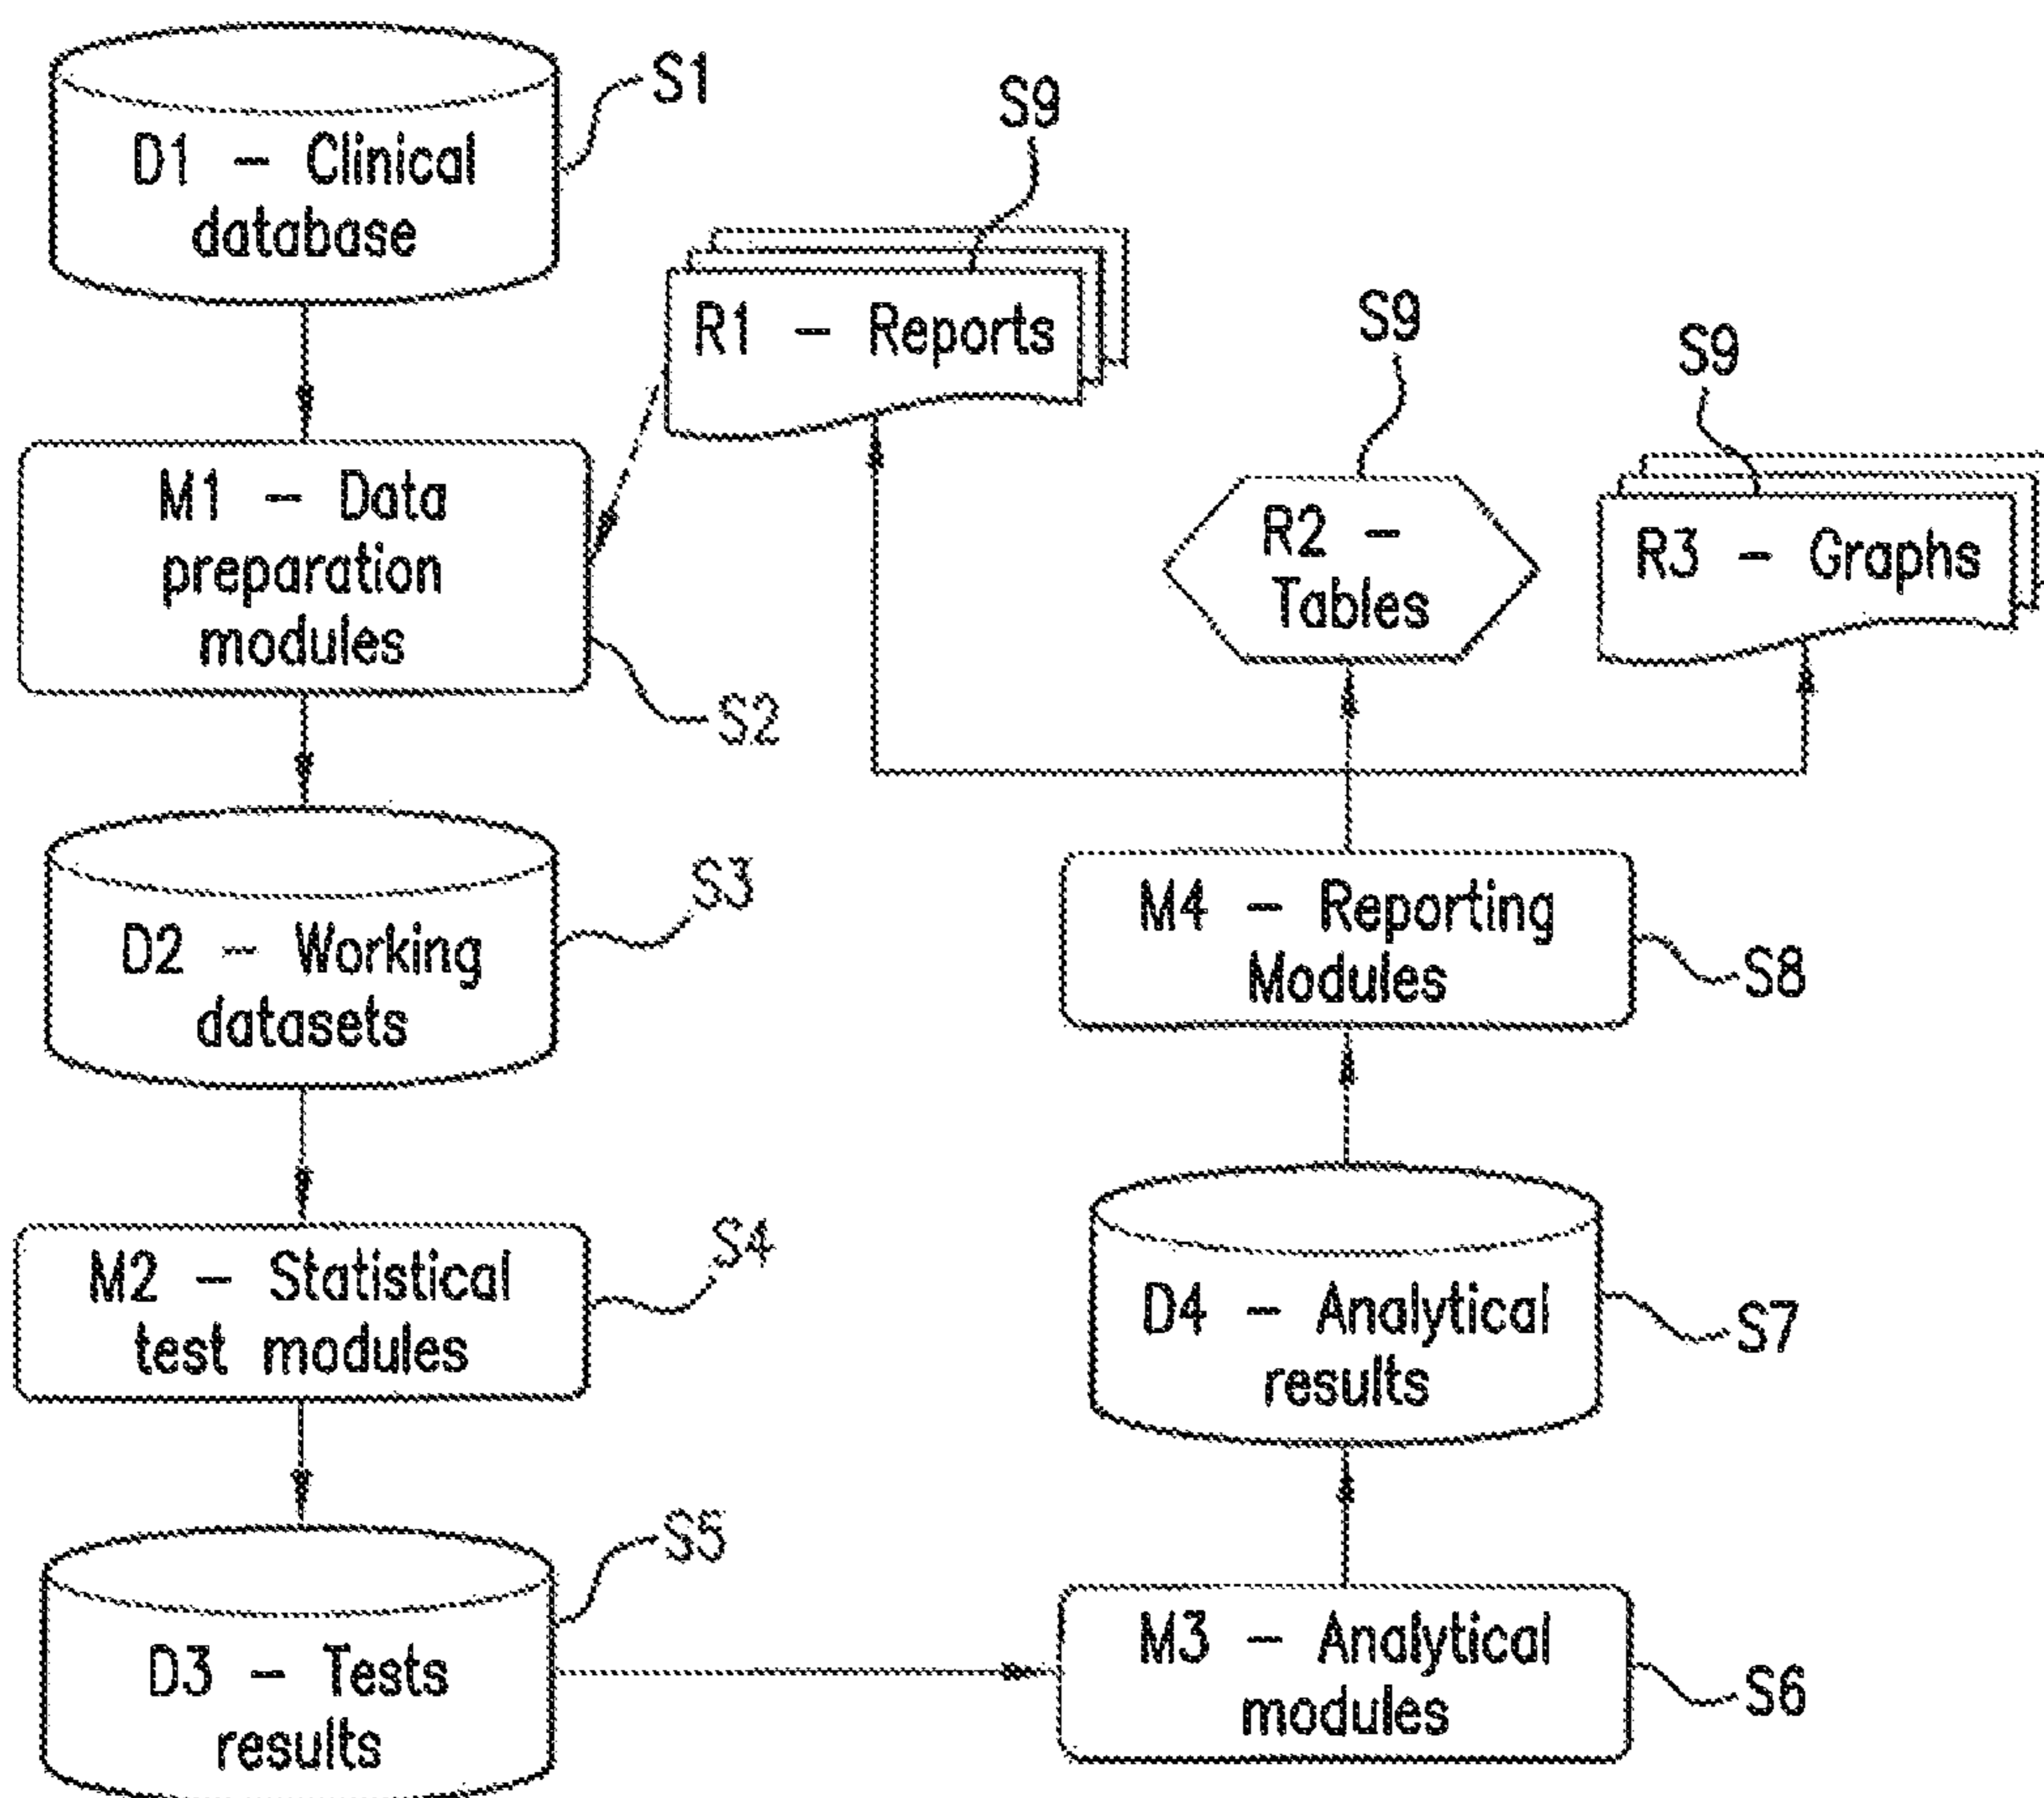 D1 – Clinical
database
S1
S9
R1 – Reports
S9
S9
M1 – Data
preparation
modules
S2
R2 –
Tables
R3 – Graphs
D2 – Working
datasets
S3
M4 – Reporting
Modules
S8
M2 – Statistical
test modules
S4
D4 – Analytical
results
S7
D3 – Tests
results
S5
M3 – Analytical
modules
S6